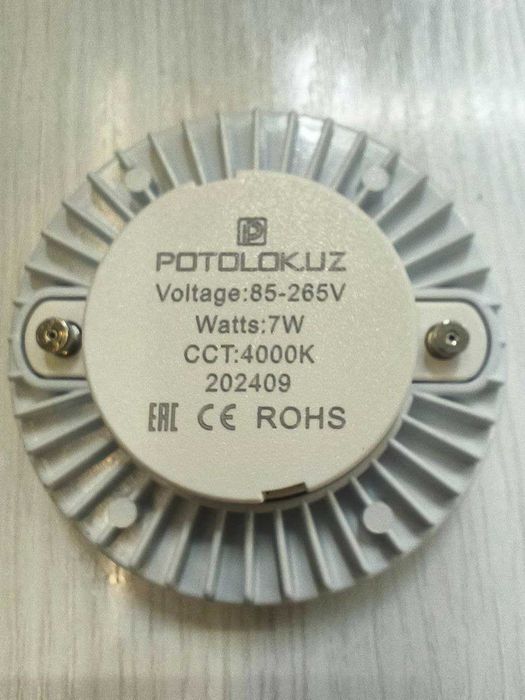 POTOLOK.UZ
Voltage:85-265V
Watts:7W
CCT:4000K
202409
EAC CE ROHS